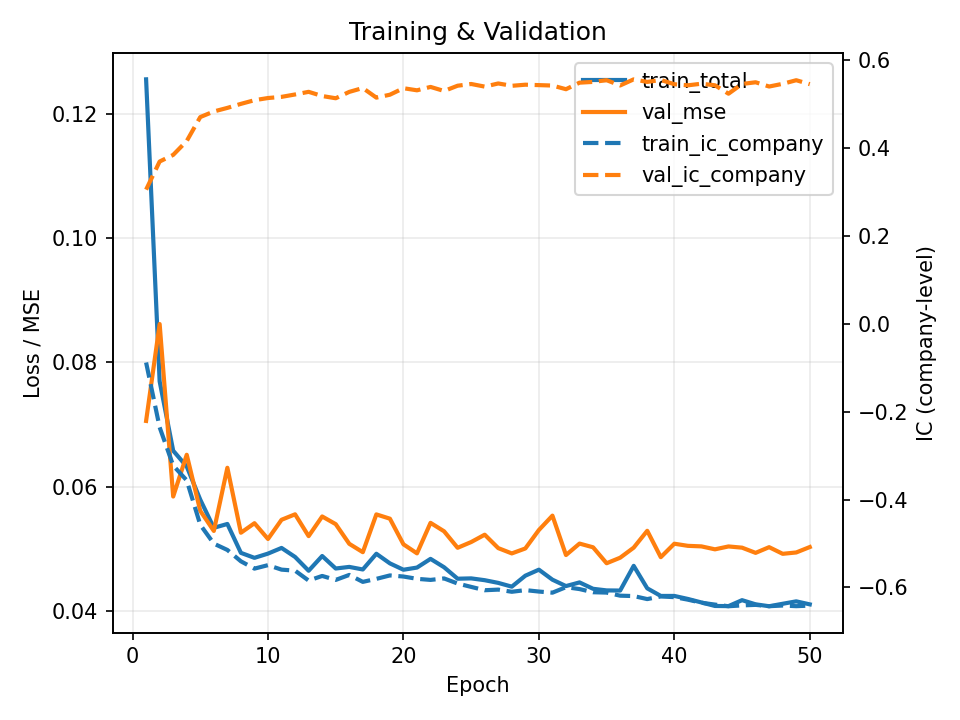 Training & Validation
train_total
val_mse
train_ic_company
val_ic_company
0.12
0.10
0.08
0.06
0.04
Loss / MSE
0.6
0.4
0.2
0.0
−0.2
−0.4
−0.6
IC (company-level)
0
10
20
30
40
50
Epoch